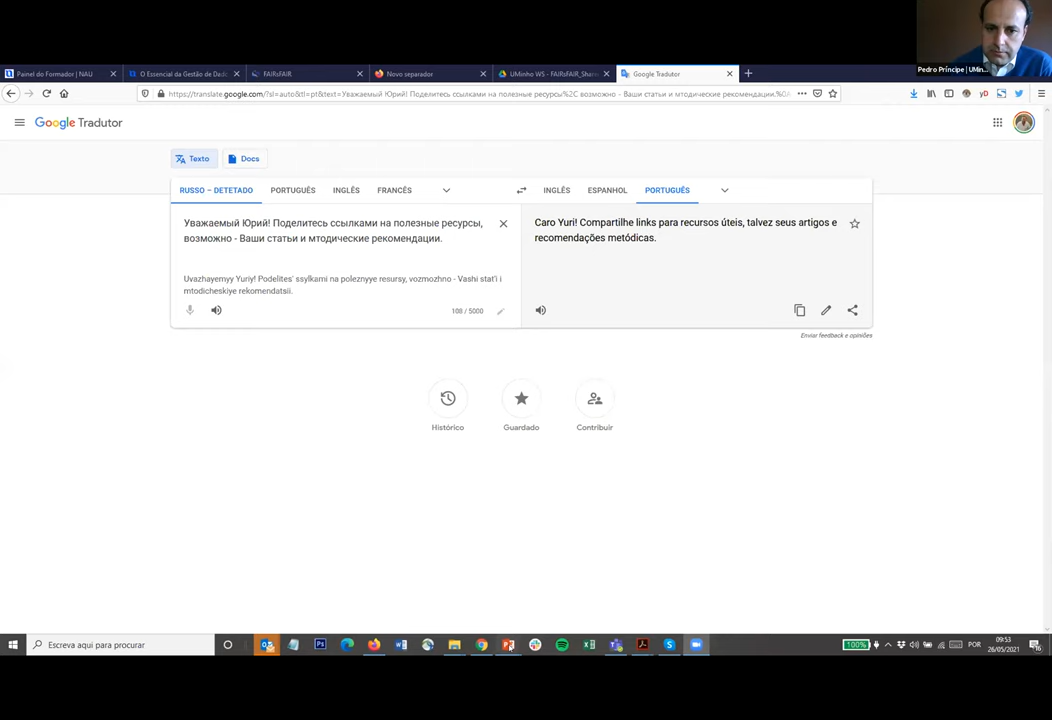 Pedro Príncipe | UMin...
Painel do Formador | NAU
O Essencial da Gestão de Dado
FAIRsFAIR
Novo separador
UMinho WS - FAIRsFAIR_Share
Google Tradutor
https://translate.google.com/?sl=auto&tl=pt&text=Уважаемый Юрий! Поделитесь ссылками на полезные ресурсы%2C возможно - Ваши статьи и мтодические рекомендации.%0A
Google Tradutor
Texto
Docs
RUSSO – DETETADO
PORTUGUÊS
INGLÊS
FRANCÊS
INGLÊS
ESPANHOL
PORTUGUÊS
Уважаемый Юрий! Поделитесь ссылками на полезные ресурсы,
возможно - Ваши статьи и мтодические рекомендации.
Caro Yuri! Compartilhe links para recursos úteis, talvez seus artigos e
recomendações metódicas.
Uvazhayemyy Yuriy! Podelites' ssylkami na poleznyye resursy, vozmozhno - Vashi stat'i i
mtodicheskiye rekomendatsii.
108 / 5000
Enviar feedback e opiniões
Histórico
Guardado
Contribuir
Escreva aqui para procurar
100%
POR
09:53
26/05/2021